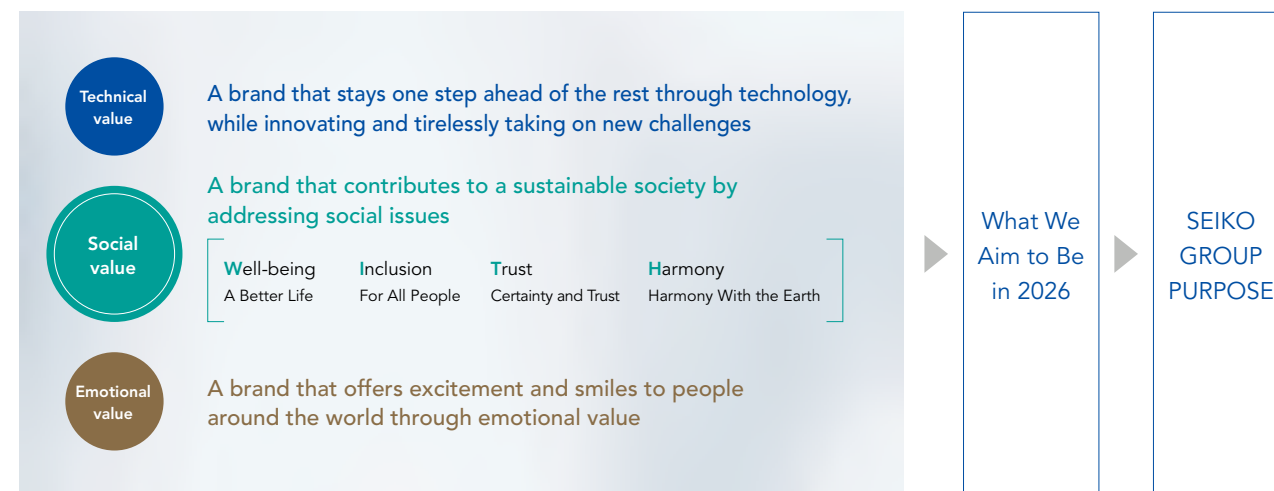 Technical
value
A brand that stays one step ahead of the rest through technology,
while innovating and tirelessly taking on new challenges
Social
value
A brand that contributes to a sustainable society by
addressing social issues
Well-being
A Better Life
Inclusion
For All People
Trust
Certainty and Trust
Harmony
Harmony With the Earth
Emotional
value
A brand that offers excitement and smiles to people
around the world through emotional value
What We
Aim to Be
in 2026
SEIKO
GROUP
PURPOSE